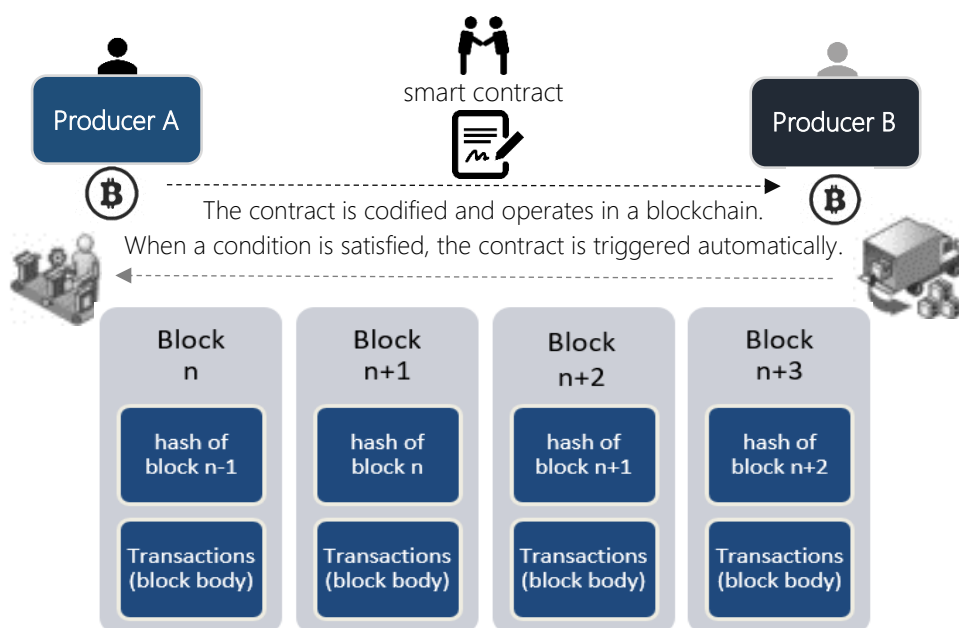 smart contract
Producer A
Producer B
The contract is codified and operates in a blockchain.
When a condition is satisfied, the contract is triggered automatically.
Block
n
hash of
block n-1
Transactions
(block body)
Block
n+1
hash of
block n
Transactions
(block body)
Block
n+2
hash of
block n+1
Transactions
(block body)
Block
n+3
hash of
block n+2
Transactions
(block body)